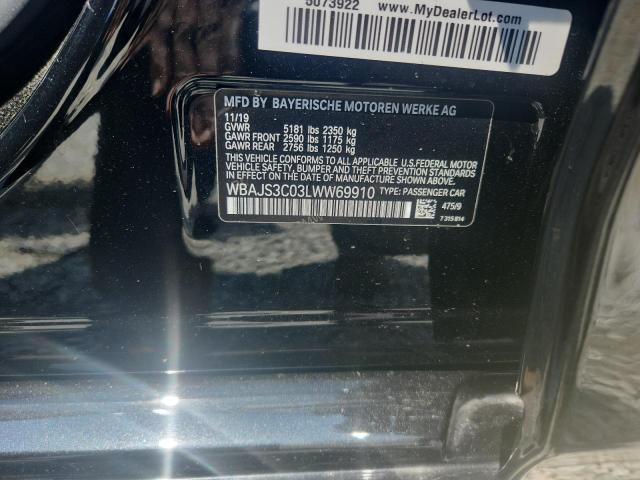 5073922 www.MyDealerLot.com
MFD BY BAYERISCHE MOTOREN WERKE AG
11/19
GVWR 5181 lbs 2350 kg
GAWR FRONT 2590 lbs 1175 kg
GAWR REAR 2756 lbs 1250 kg
THIS VEHICLE CONFORMS TO ALL APPLICABLE U.S.FEDERAL MOTOR
VEHICLE SAFETY, BUMPER, AND THEFT PREVENTION STANDARDS
IN EFFECT ON THE DATE OF MANUFACTURE SHOWN ABOVE.
WBAJS3C03LWW69910 TYPE: PASSENGER CAR
475/9
7 315 814